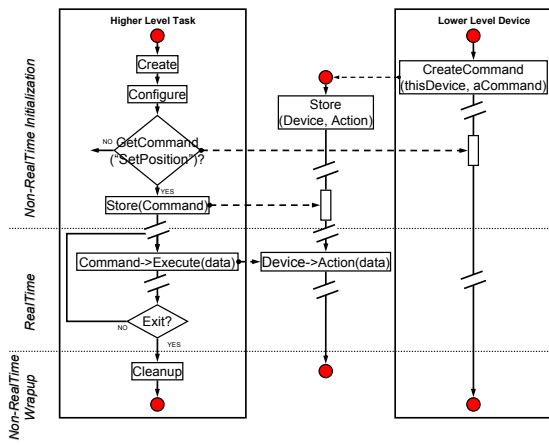 Higher Level Task
Lower Level Device
Non-RealTime Initialization
Create
Configure
CreateCommand
(thisDevice, aCommand)
Store
(Device, Action)
NO
GetCommand
("SetPosition")?
YES
Store(Command)
RealTime
Command->Execute(data)
Device->Action(data)
Exit?
NO
YES
Non-RealTime
Wrapup
Cleanup